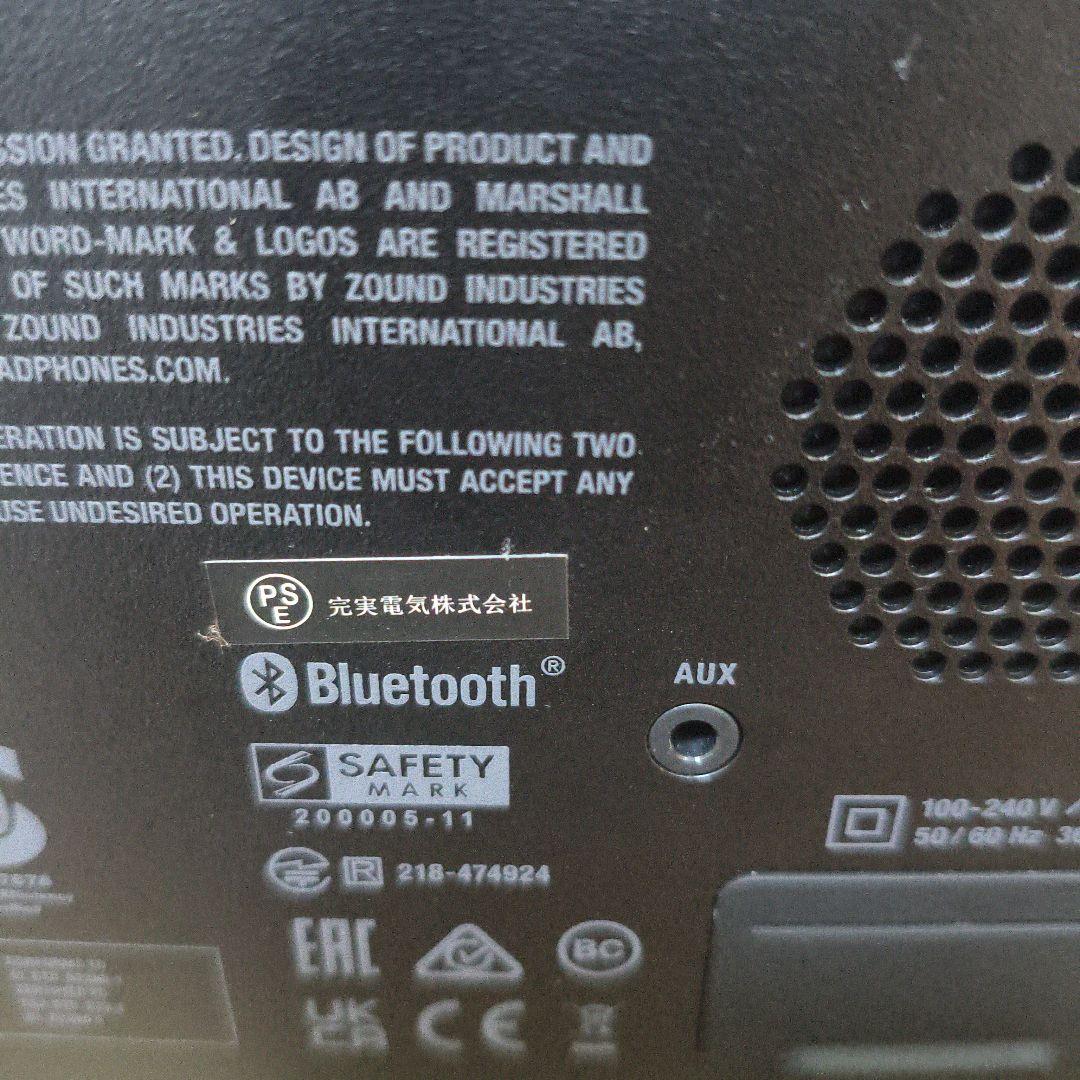 SSION GRANTED. DESIGN OF PRODUCT AND
ES INTERNATIONAL AB AND MARSHALL
WORD-MARK & LOGOS ARE REGISTERED
OF SUCH MARKS BY ZOUND INDUSTRIES
ZOUND INDUSTRIES INTERNATIONAL AB,
ADPHONES.COM.
ERATION IS SUBJECT TO THE FOLLOWING TWO
ENCE AND (2) THIS DEVICE MUST ACCEPT ANY
USE UNDESIRED OPERATION.
PSE 完実電気株式会社
Bluetooth®
AUX
SAFETY
MARK
200005-11
100-240 V
50/60 Hz
R 218-474924
EAC
BC
UK
CA
CE